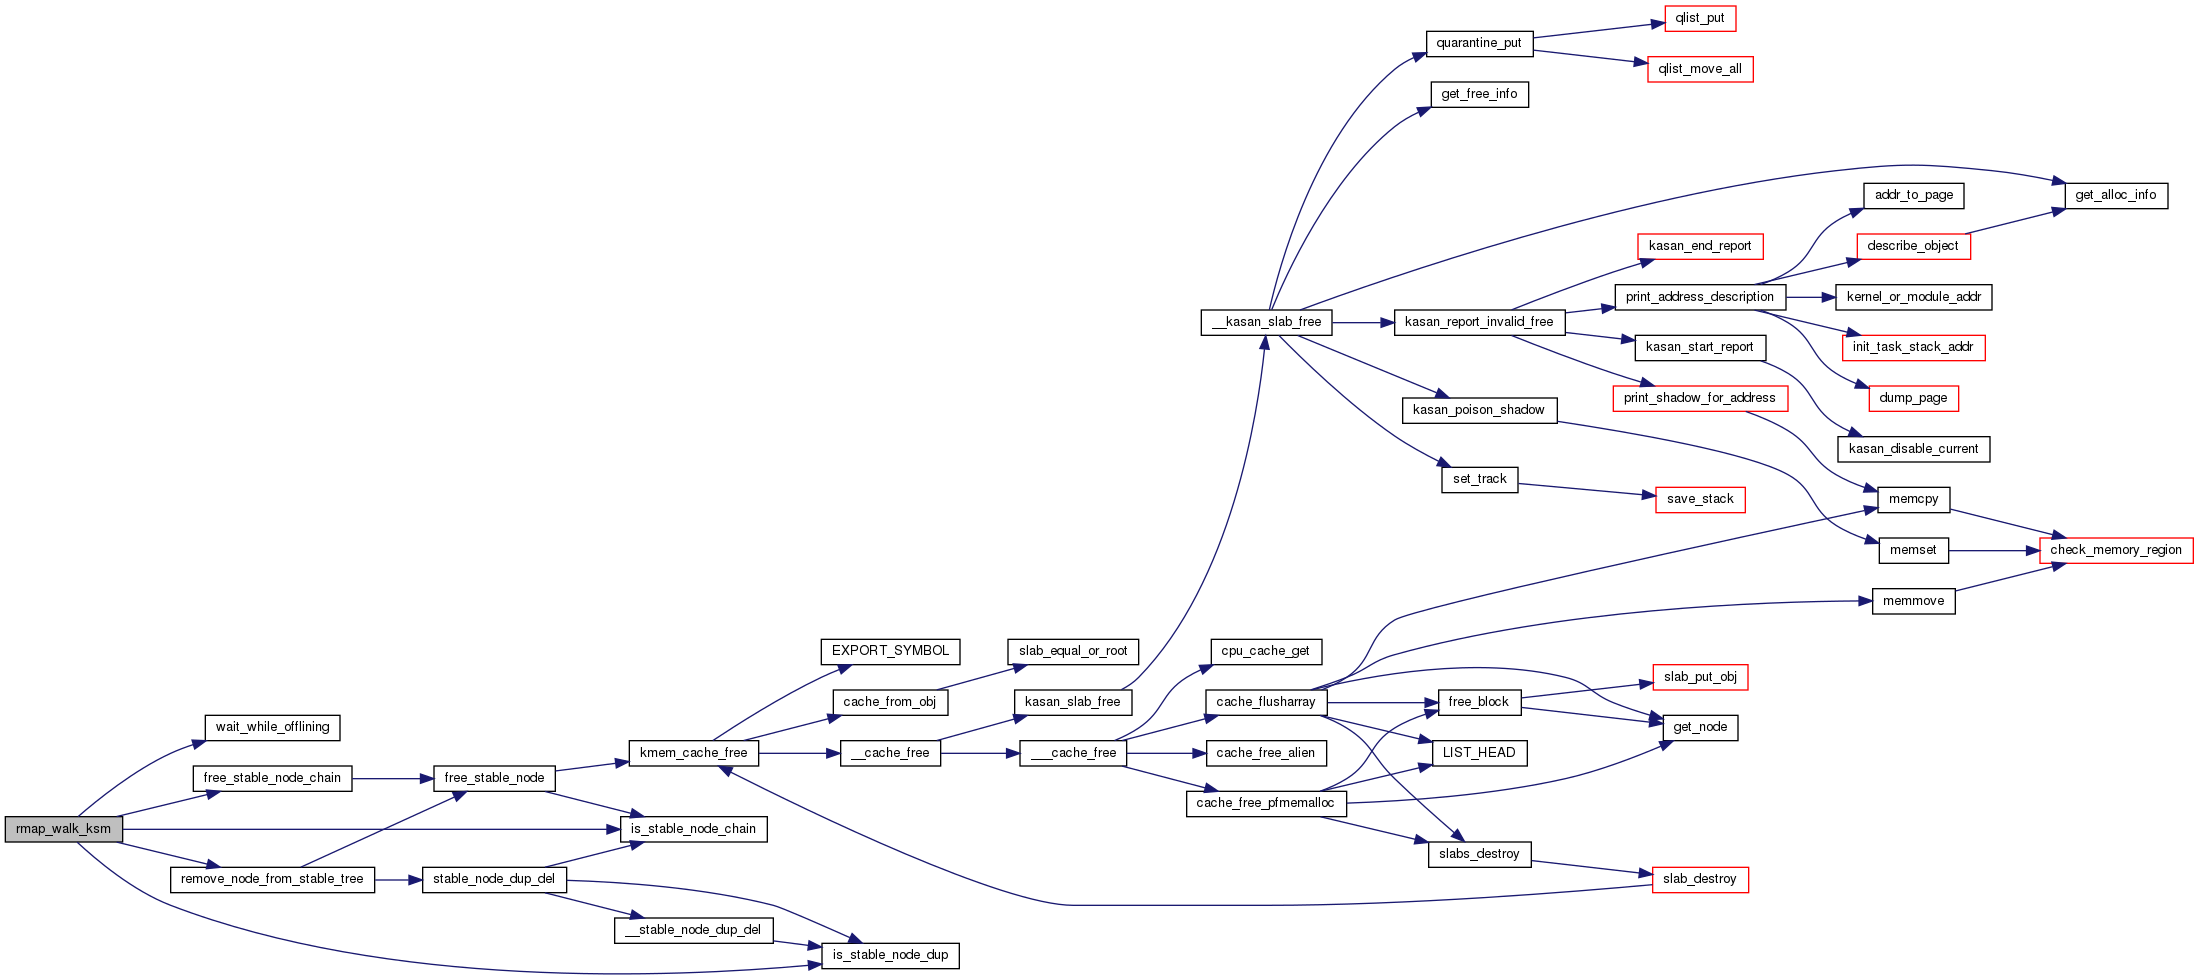 qlist_put
quarantine_put
qlist_move_all
get_free_info
addr_to_page
get_alloc_info
kasan_end_report
describe_object
print_address_description
kernel_or_module_addr
__kasan_slab_free
kasan_report_invalid_free
kasan_start_report
init_task_stack_addr
print_shadow_for_address
dump_page
kasan_poison_shadow
kasan_disable_current
set_track
save_stack
memcpy
memset
check_memory_region
memmove
EXPORT_SYMBOL
slab_equal_or_root
cpu_cache_get
slab_put_obj
cache_from_obj
kasan_slab_free
cache_flusharray
free_block
get_node
wait_while_offlining
kmem_cache_free
__cache_free
___cache_free
cache_free_alien
LIST_HEAD
free_stable_node_chain
free_stable_node
cache_free_pfmemalloc
rmap_walk_ksm
is_stable_node_chain
slabs_destroy
remove_node_from_stable_tree
stable_node_dup_del
slab_destroy
__stable_node_dup_del
is_stable_node_dup